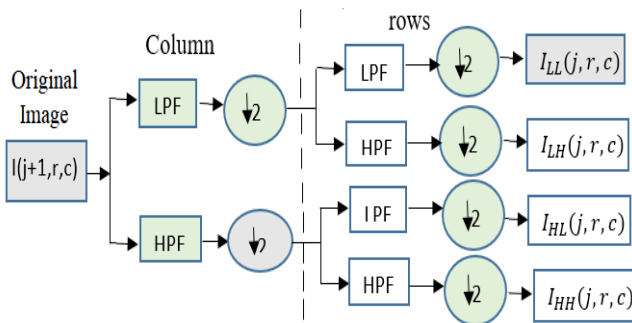 Original
Image
I(j+1,r,c)
Column
LPF
↓2
HPF
↓2
rows
LPF
↓2
I_LL(j,r,c)
HPF
↓2
I_LH(j,r,c)
LPF
↓2
I_HL(j,r,c)
HPF
↓2
I_HH(j,r,c)